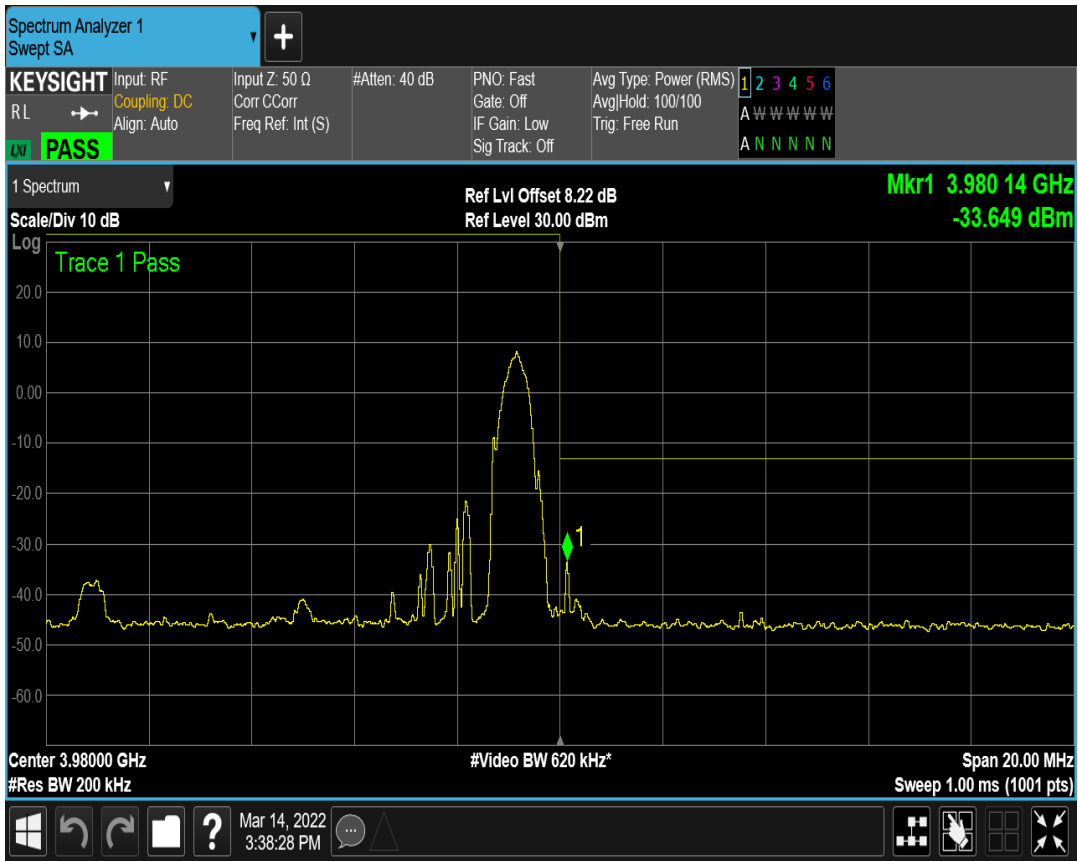 Spectrum Analyzer 1
Swept SA
+
KEYSIGHT
R L
LXI
PASS
Input: RF
Coupling: DC
Align: Auto
Input Z: 50 Ω
Corr CCorr
Freq Ref: Int (S)
#Atten: 40 dB
PNO: Fast
Gate: Off
IF Gain: Low
Sig Track: Off
Avg Type: Power (RMS)
Avg|Hold: 100/100
Trig: Free Run
1 2 3 4 5 6
A W W W W W
A N N N N N
1 Spectrum
Scale/Div 10 dB
Ref Lvl Offset 8.22 dB
Ref Level 30.00 dBm
Mkr1 3.980 14 GHz
-33.649 dBm
Log
Trace 1 Pass
20.0
10.0
0.00
-10.0
-20.0
-30.0
-40.0
-50.0
-60.0
1
Center 3.98000 GHz
#Res BW 200 kHz
#Video BW 620 kHz*
Span 20.00 MHz
Sweep 1.00 ms (1001 pts)
?
Mar 14, 2022
3:38:28 PM